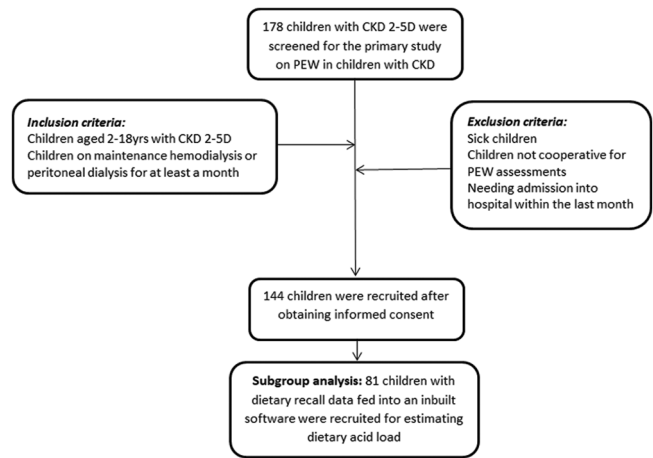 178 children with CKD 2-5D were
screened for the primary study
on PEW in children with CKD
Inclusion criteria:
Children aged 2-18yrs with CKD 2-5D
Children on maintenance hemodialysis or
peritoneal dialysis for at least a month
Exclusion criteria:
Sick children
Children not cooperative for
PEW assessments
Needing admission into
hospital within the last month
144 children were recruited after
obtaining informed consent
Subgroup analysis: 81 children with
dietary recall data fed into an inbuilt
software were recruited for estimating
dietary acid load